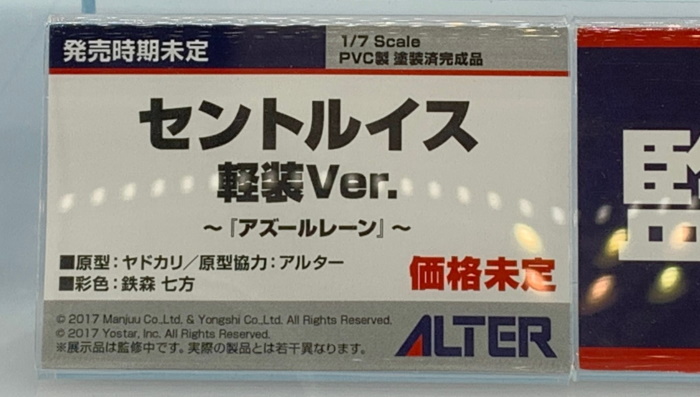 発売時期未定
1/7 Scale
PVC製 塗装済完成品
セントルイス
軽装Ver.
～『アズールレーン』～
■原型：ヤドカリ／原型協力：アルター
■彩色：鉄森 七方
価格未定
© 2017 Manjuu Co.,Ltd. & Yongshi Co.,Ltd. All Rights Reserved.
© 2017 Yostar, Inc. All Rights Reserved.
※展示品は監修中です。実際の製品とは若干異なります。
ALTER
監